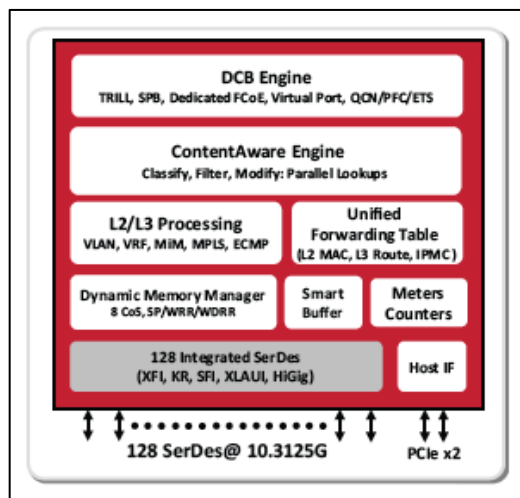 DCB Engine
TRILL, SPB, Dedicated FCoE, Virtual Port, QCN/PFC/ETS
ContentAware Engine
Classify, Filter, Modify: Parallel Lookups
L2/L3 Processing
VLAN, VRF, MiM, MPLS, ECMP
Unified
Forwarding Table
(L2 MAC, L3 Route, IPMC)
Dynamic Memory Manager
8 CoS, SP/WRR/WDRR
Smart
Buffer
Meters
Counters
128 Integrated SerDes
(XFI, KR, SFI, XLAUI, HiGig)
Host IF
128 SerDes@ 10.3125G
PCIe x2